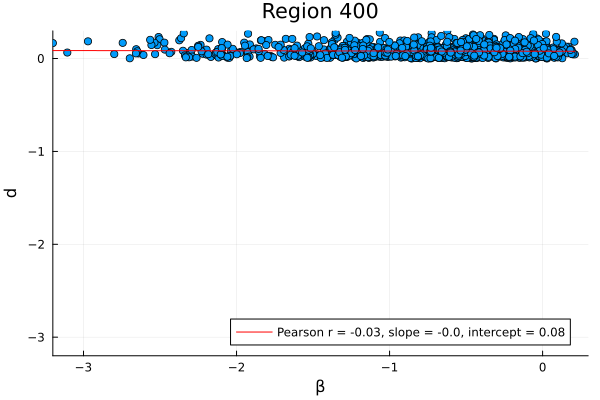 Region 400
d
0
−1
−2
−3
Pearson r = -0.03, slope = -0.0, intercept = 0.08
−3
−2
−1
0
β